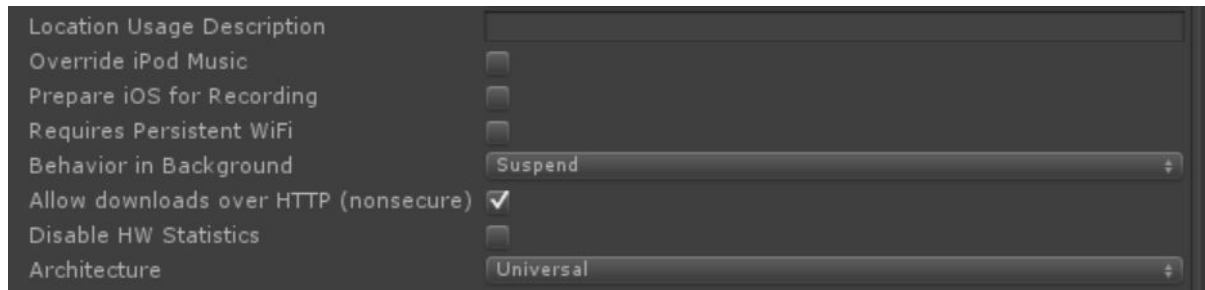 Location Usage Description
Override iPod Music
Prepare iOS for Recording
Requires Persistent WiFi
Behavior in Background Suspend
Allow downloads over HTTP (nonsecure)
Disable HW Statistics
Architecture Universal